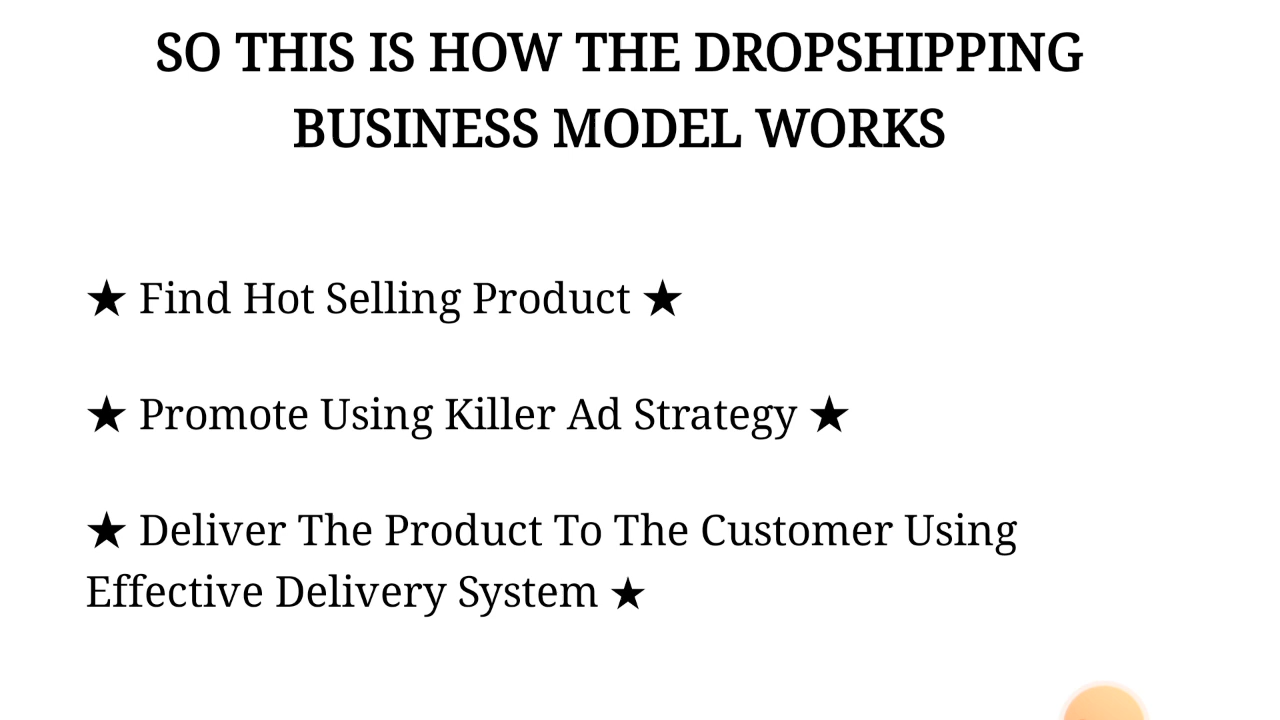 SO THIS IS HOW THE DROPSHIPPING
BUSINESS MODEL WORKS
★ Find Hot Selling Product ★
★ Promote Using Killer Ad Strategy ★
★ Deliver The Product To The Customer Using
Effective Delivery System ★